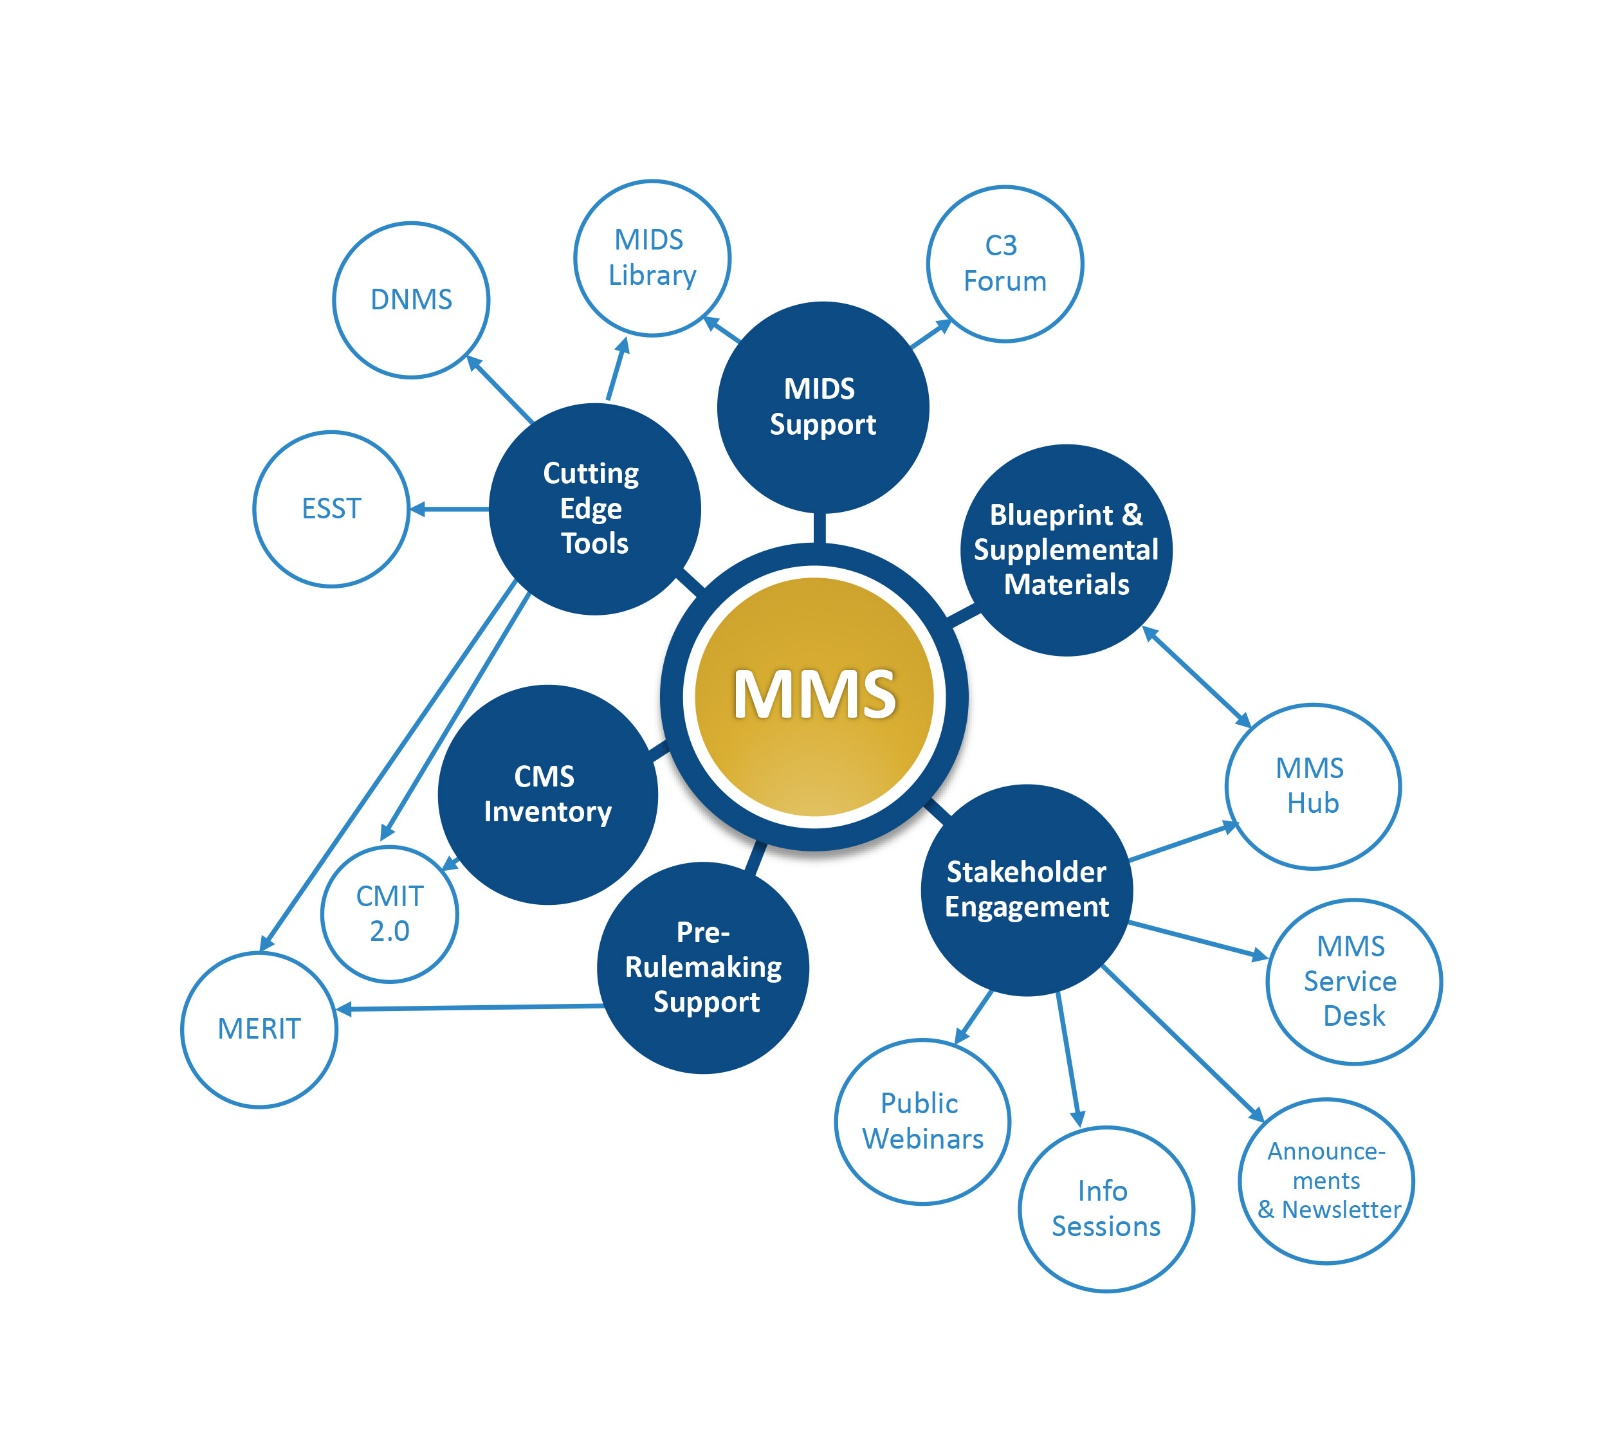 MIDS
Library
C3
Forum
DNMS
MIDS
Support
Cutting
Edge
Tools
ESST
Blueprint &
Supplemental
Materials
MMS
CMS
Inventory
MMS
Hub
Stakeholder
Engagement
CMIT
2.0
Pre-
Rulemaking
Support
MMS
Service
Desk
MERIT
Public
Webinars
Info
Sessions
Announce-
ments
& Newsletter